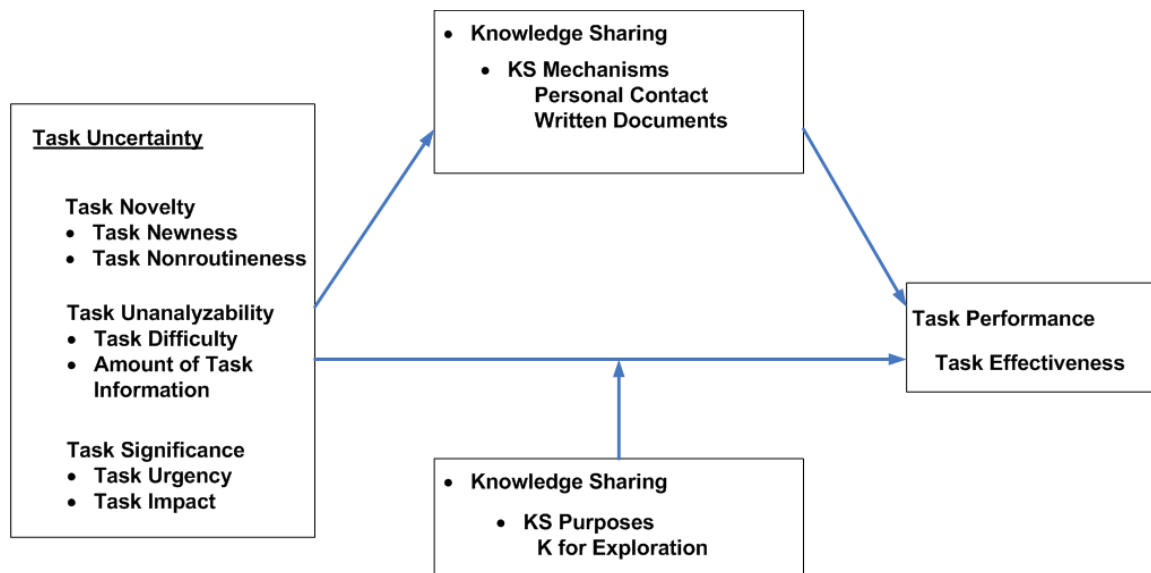 Task Uncertainty
Task Novelty
• Task Newness
• Task Nonroutineness
Task Unanalyzability
• Task Difficulty
• Amount of Task
Information
Task Significance
• Task Urgency
• Task Impact
• Knowledge Sharing
• KS Mechanisms
Personal Contact
Written Documents
• Knowledge Sharing
• KS Purposes
K for Exploration
Task Performance
Task Effectiveness